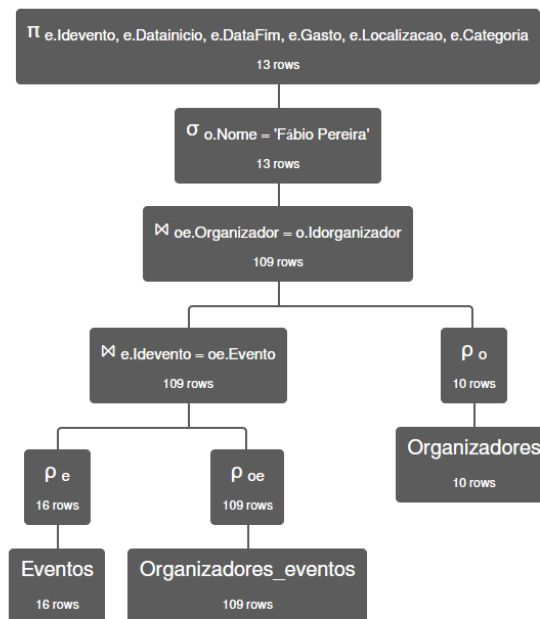 π e.Idevento, e.Datainicio, e.DataFim, e.Gasto, e.Localizacao, e.Categoria
13 rows
σ o.Nome = 'Fábio Pereira'
13 rows
⋈ oe.Organizador = o.Idorganizador
109 rows
⋈ e.Idevento = oe.Evento
109 rows
ρ o
10 rows
Organizadores
10 rows
ρ e
16 rows
ρ oe
109 rows
Eventos
16 rows
Organizadores_eventos
109 rows